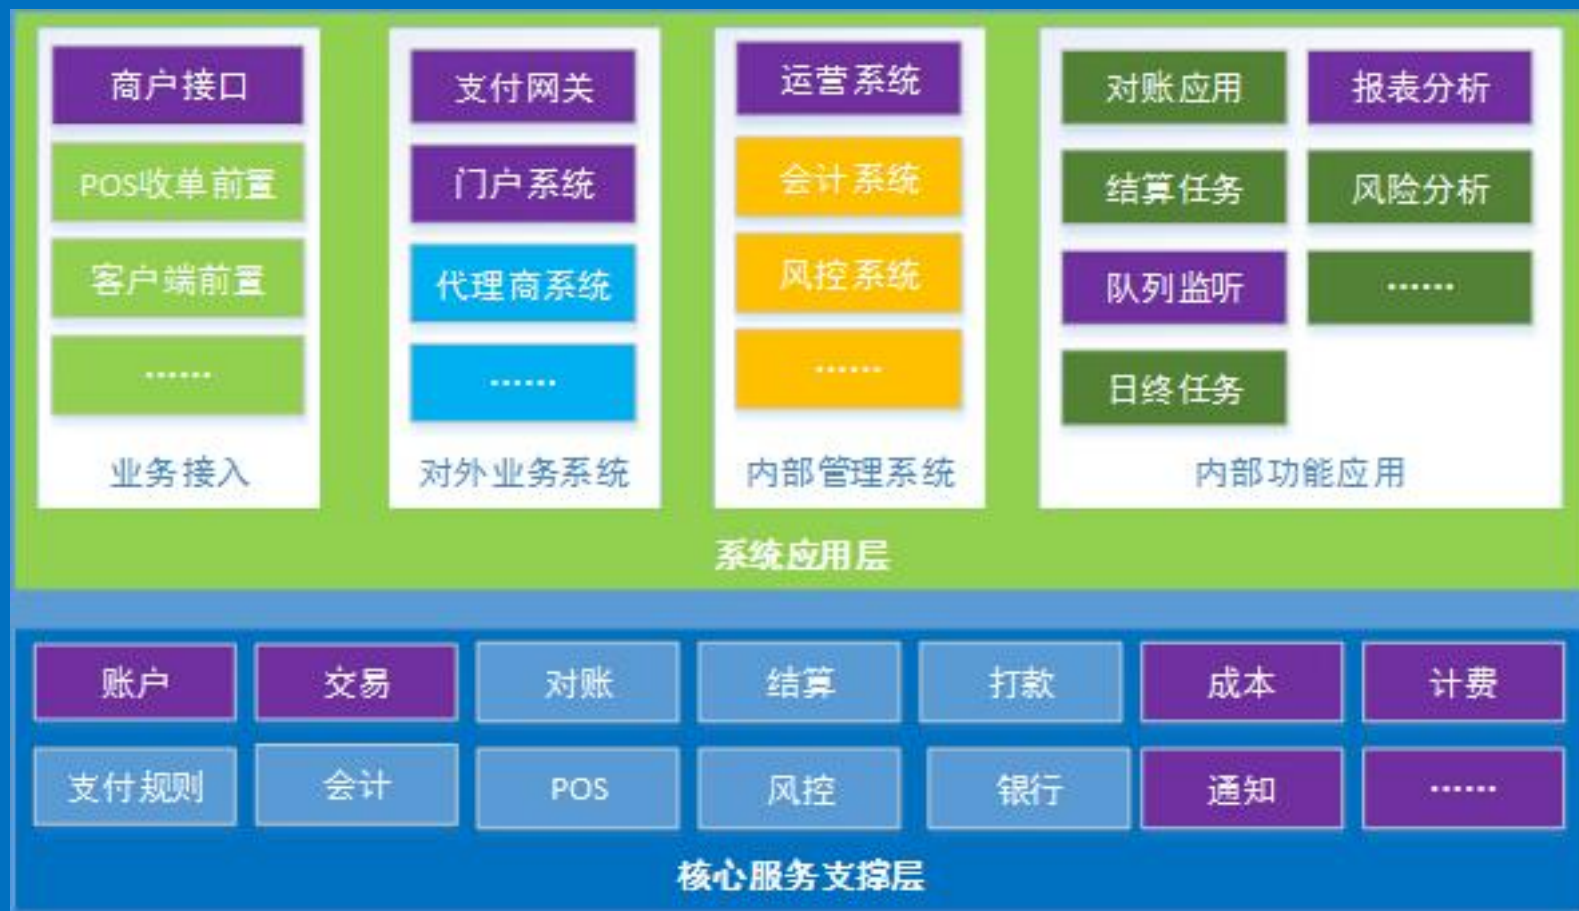 商户接口
POS收单前置
客户端前置
······
业务接入
支付网关
门户系统
代理商系统
······
对外业务系统
运营系统
会计系统
风控系统
······
内部管理系统
对账应用
报表分析
结算任务
风险分析
队列监听
······
日终任务
内部功能应用
系统应用层
账户
交易
对账
结算
打款
成本
计费
支付规则
会计
POS
风控
银行
通知
······
核心服务支撑层